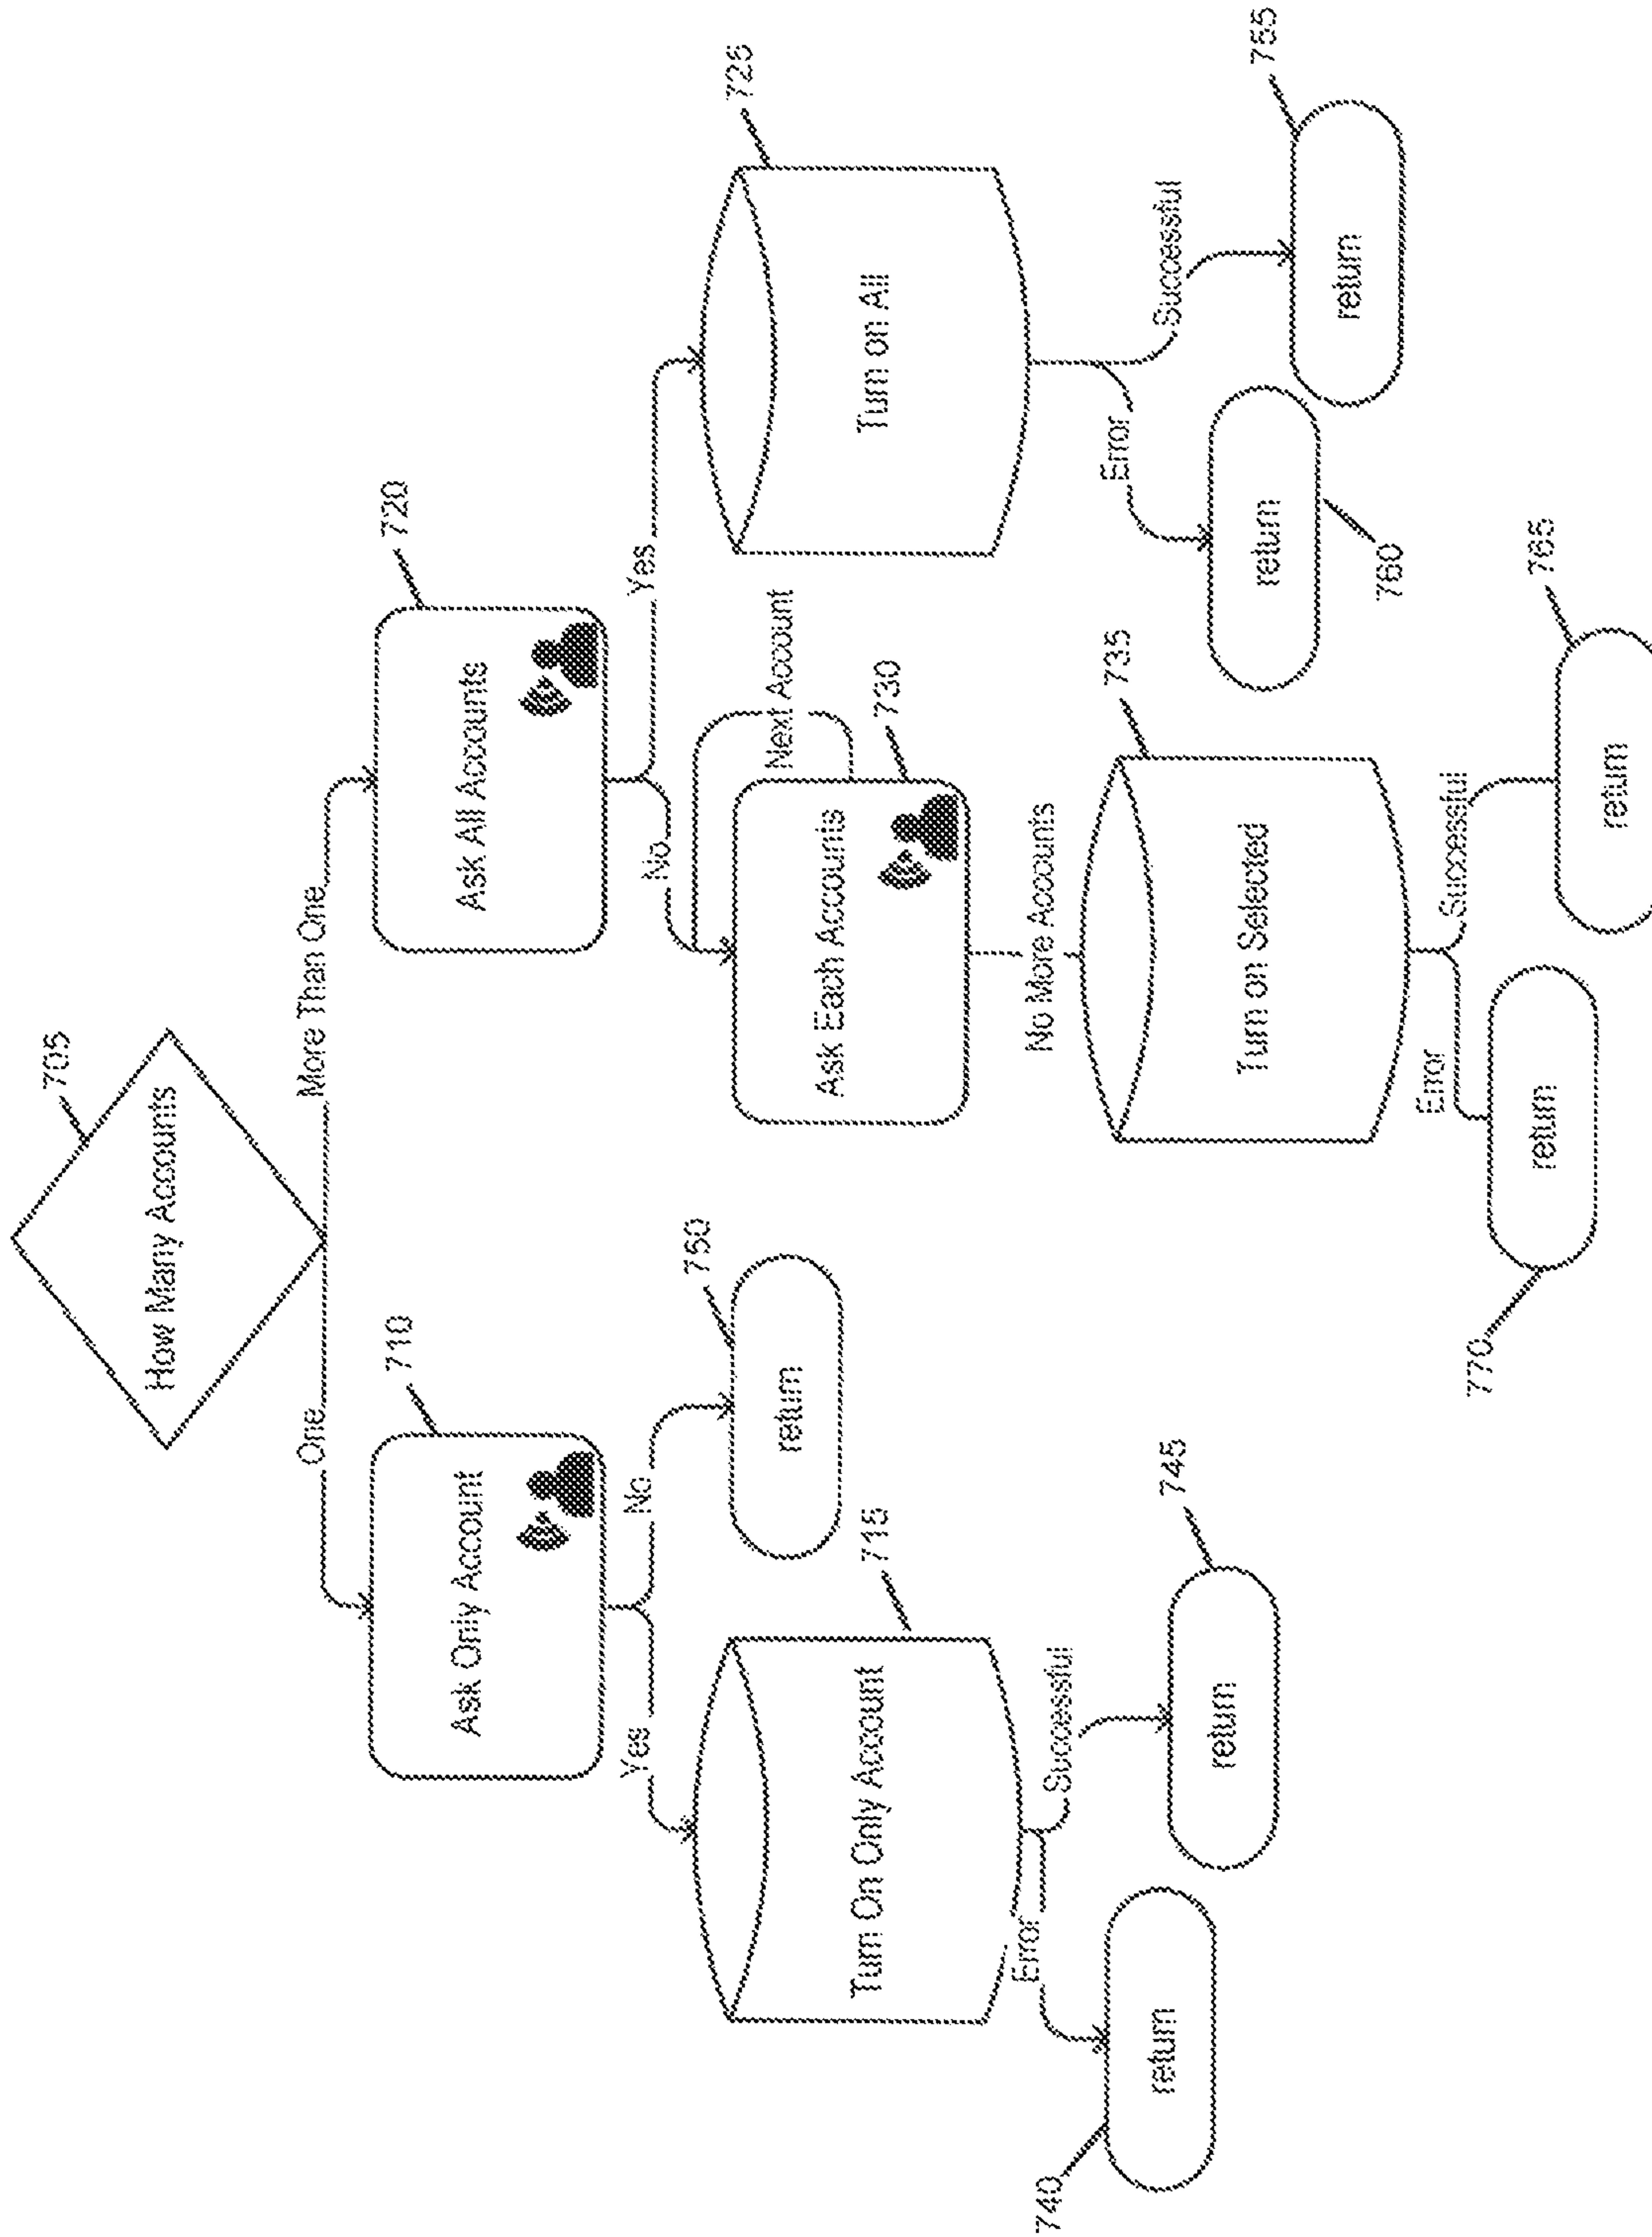 705
How Many Accounts
One
More Than One
710
Ask Only Account
720
Ask All Accounts
Yes
No
No
Yes
750
return
715
Turn On Only Account
Next Account
730
Ask Each Accounts
725
Turn on All
Error
Successful
740
return
745
return
No More Accounts
735
Turn on Selected
Error
Successful
760
return
755
return
Error
Successful
770
return
765
return